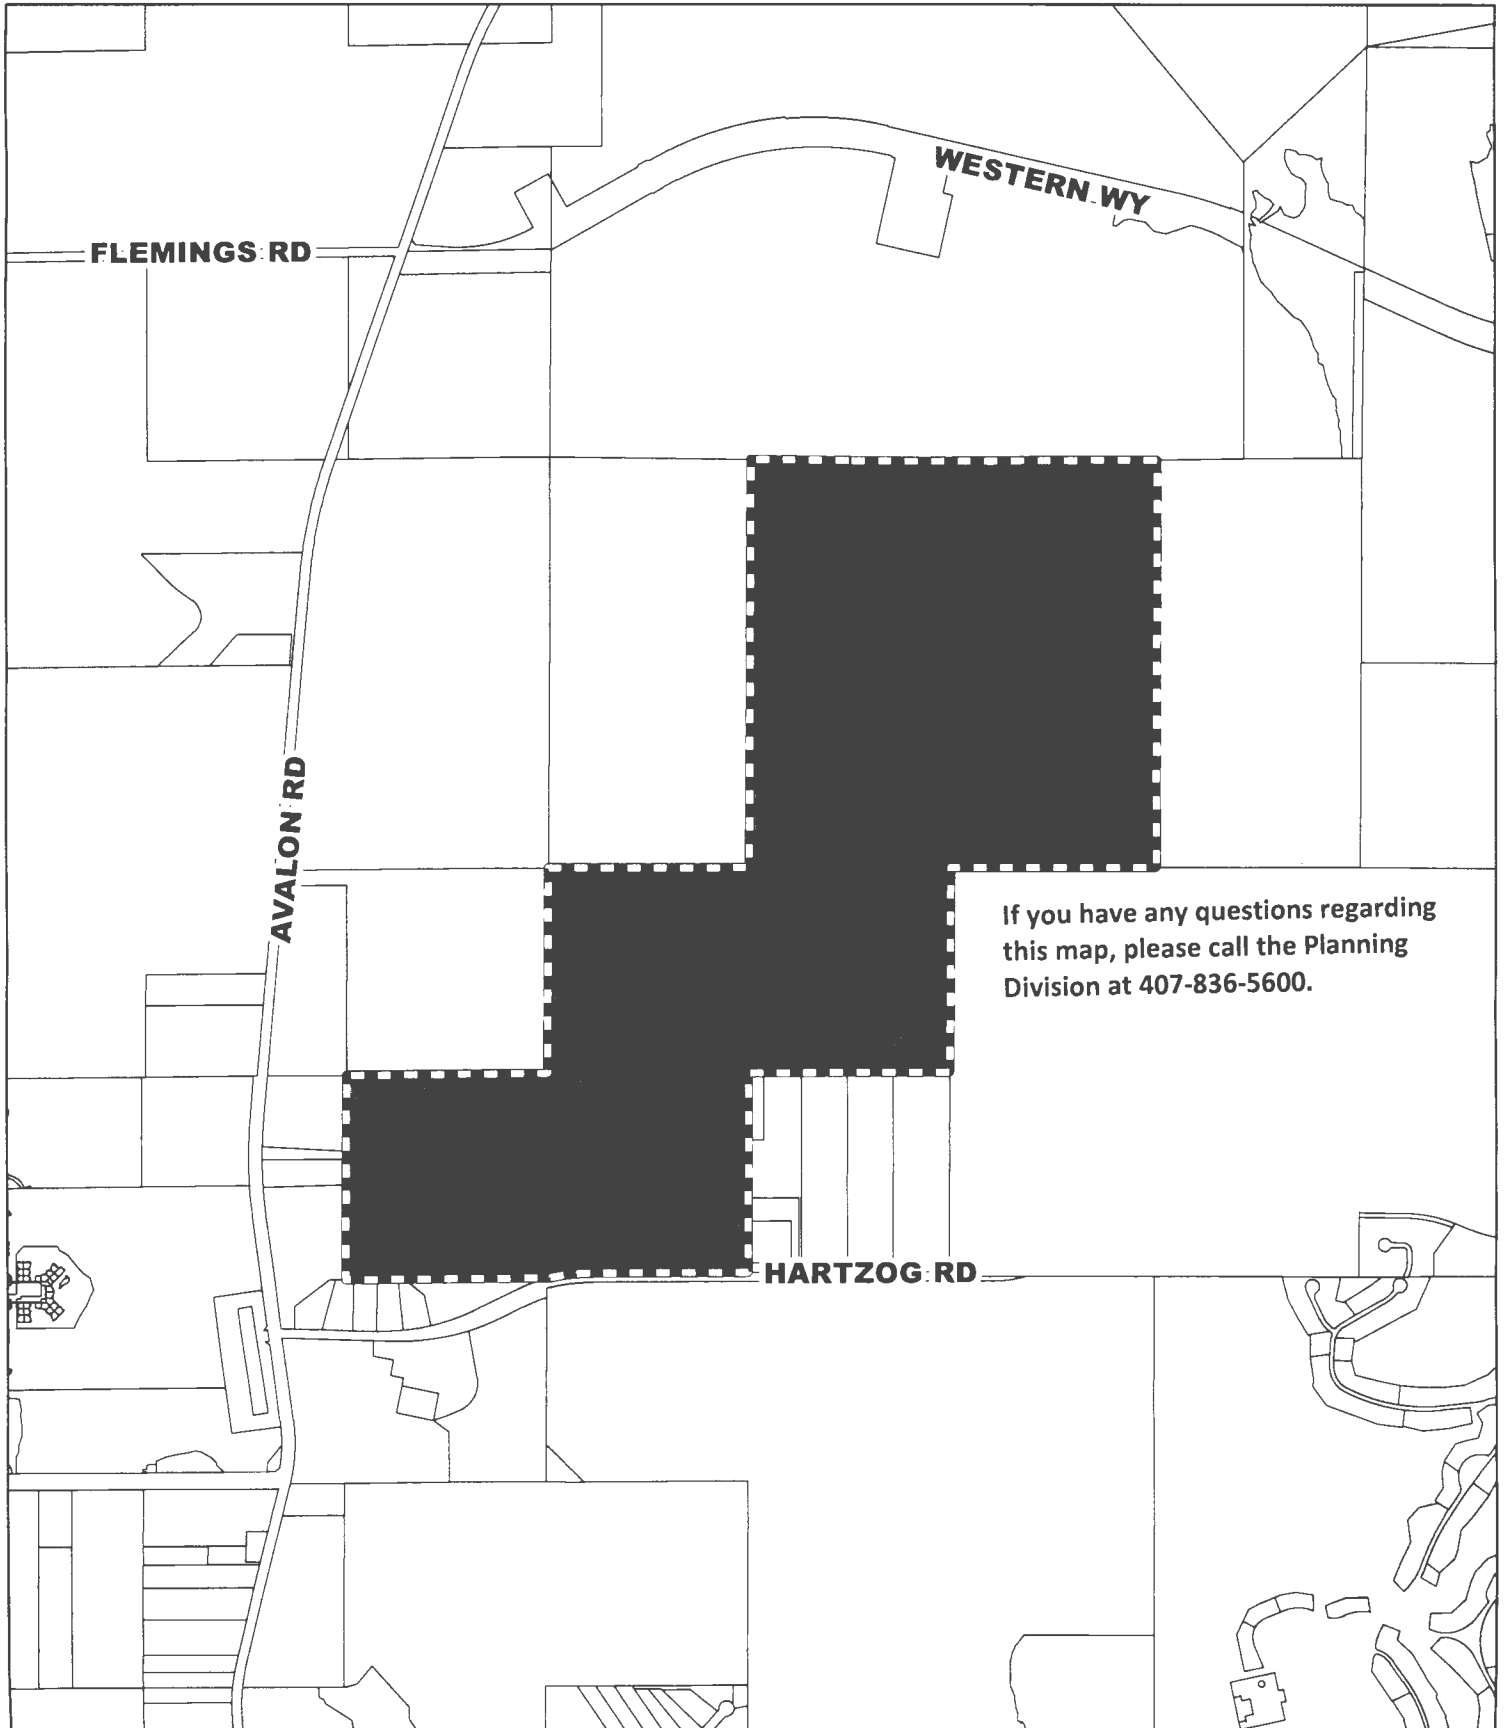 WESTERN WY
FLEMINGS RD
AVALON RD
If you have any questions regarding
this map, please call the Planning
Division at 407-836-5600.
HARTZOG RD